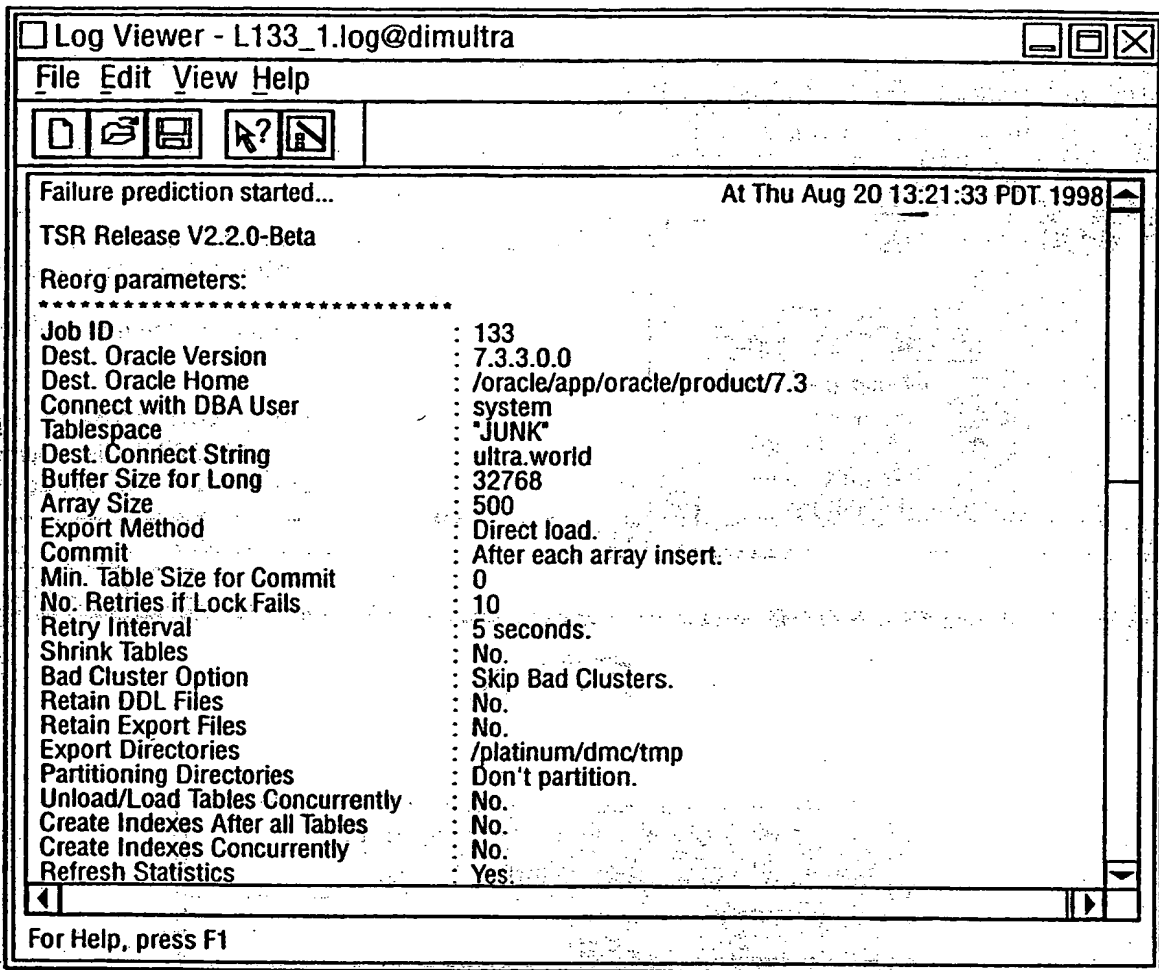 Log Viewer - L133_1.log@dimultra
File Edit View Help
Failure prediction started... At Thu Aug 20 13:21:33 PDT 1998
TSR Release V2.2.0-Beta
Reorg parameters:
******************************
Job ID : 133
Dest. Oracle Version : 7.3.3.0.0
Dest. Oracle Home : /oracle/app/oracle/product/7.3
Connect with DBA User : system
Tablespace : "JUNK"
Dest. Connect String : ultra.world
Buffer Size for Long : 32768
Array Size : 500
Export Method : Direct load.
Commit : After each array insert.
Min. Table Size for Commit : 0
No. Retries if Lock Fails : 10
Retry Interval : 5 seconds.
Shrink Tables : No.
Bad Cluster Option : Skip Bad Clusters.
Retain DDL Files : No.
Retain Export Files : No.
Export Directories : /platinum/dmc/tmp
Partitioning Directories : Don't partition.
Unload/Load Tables Concurrently : No.
Create Indexes After all Tables : No.
Create Indexes Concurrently : No.
Refresh Statistics : Yes.
For Help, press F1